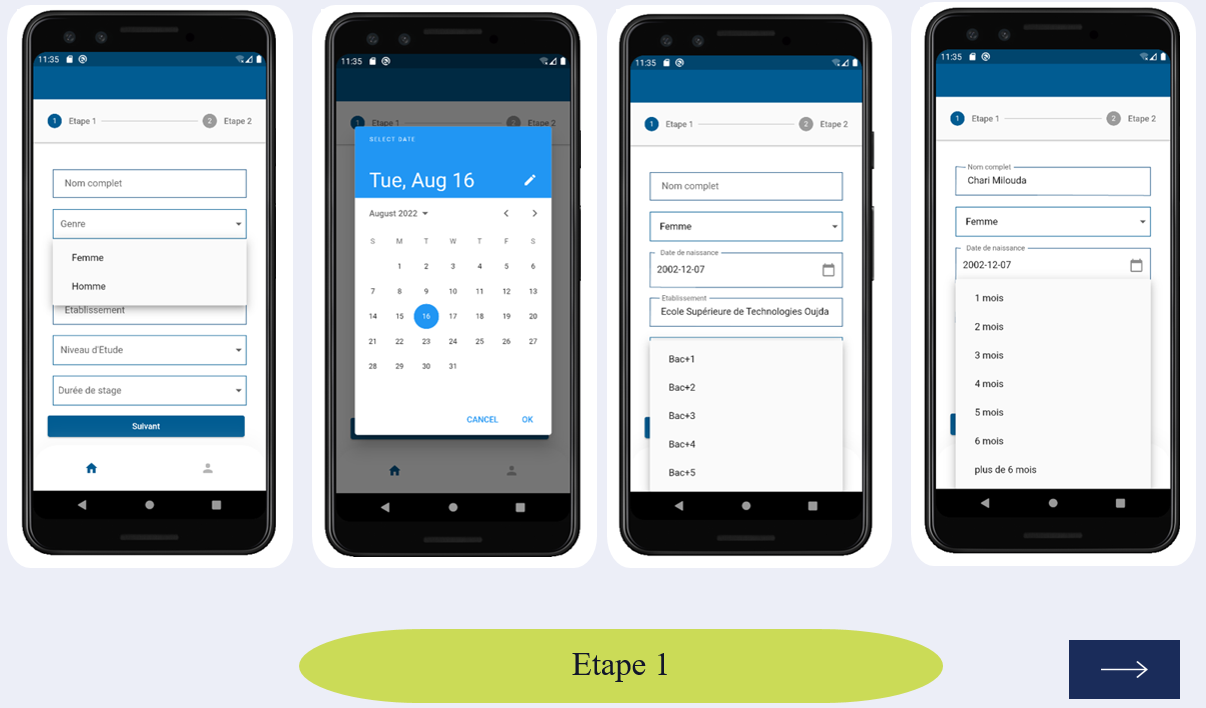 11:35
1 Etape 1 2 Etape 2
Nom complet
Genre
Femme
Homme
Etablissement
Niveau d'Etude
Durée de stage
Suivant
11:35
1 Etape 1 2 Etape 2
SELECT DATE
Tue, Aug 16
August 2022
S M T W T F S
1 2 3 4 5 6
7 8 9 10 11 12 13
14 15 16 17 18 19 20
21 22 23 24 25 26 27
28 29 30 31
CANCEL OK
11:35
1 Etape 1 2 Etape 2
Nom complet
Femme
Date de naissance
2002-12-07
Etablissement
Ecole Supérieure de Technologies Oujda
Bac+1
Bac+2
Bac+3
Bac+4
Bac+5
11:35
1 Etape 1 2 Etape 2
Nom complet
Chari Milouda
Femme
Date de naissance
2002-12-07
1 mois
2 mois
3 mois
4 mois
5 mois
6 mois
plus de 6 mois
Etape 1